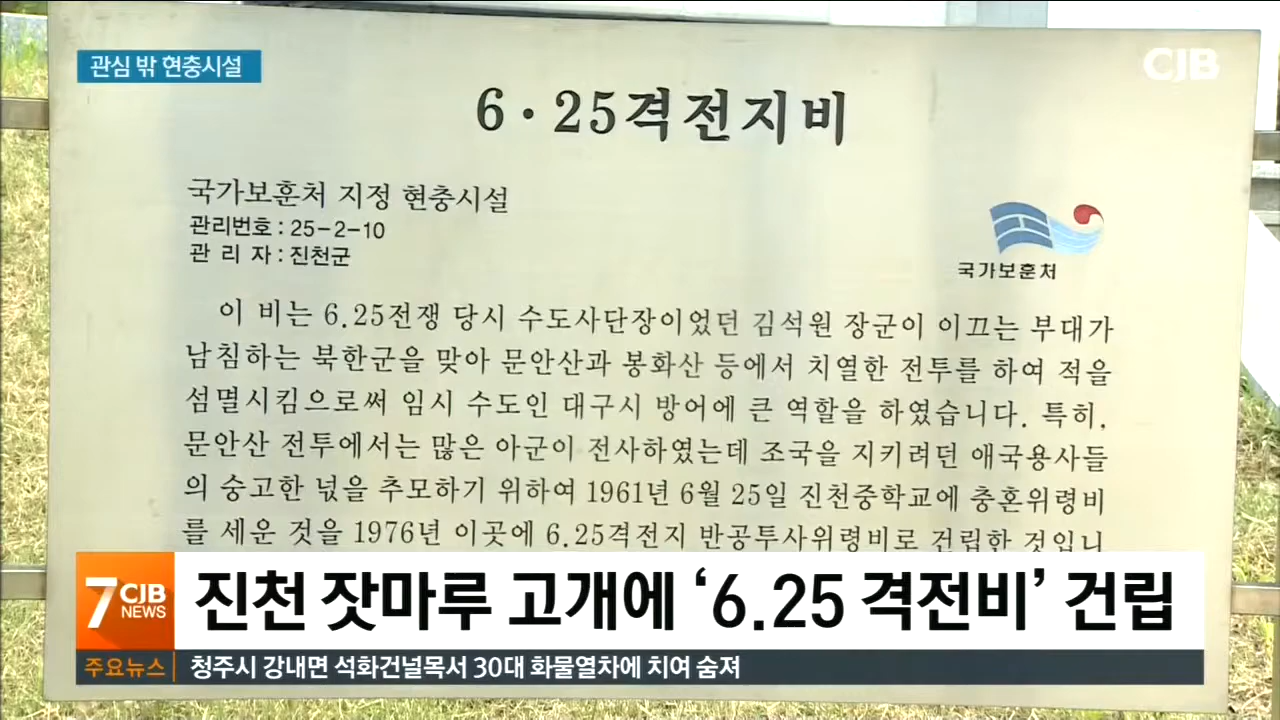 관심 밖 현충시설
CJB
6·25격전지비
국가보훈처 지정 현충시설
관리번호 : 25-2-10
관 리 자 : 진천군
국가보훈처
이 비는 6.25전쟁 당시 수도사단장이었던 김석원 장군이 이끄는 부대가
남침하는 북한군을 맞아 문안산과 봉화산 등에서 치열한 전투를 하여 적을
섬멸시킴으로써 임시 수도인 대구시 방어에 큰 역할을 하였습니다. 특히,
문안산 전투에서는 많은 아군이 전사하였는데 조국을 지키려던 애국용사들
의 숭고한 넋을 추모하기 위하여 1961년 6월 25일 진천중학교에 충혼위령비
를 세운 것을 1976년 이곳에 6.25격전지 반공투사위령비로 건립한 것입니
7 CJB NEWS
진천 잣마루 고개에 ‘6.25 격전비’ 건립
주요뉴스 청주시 강내면 석화건널목서 30대 화물열차에 치여 숨져